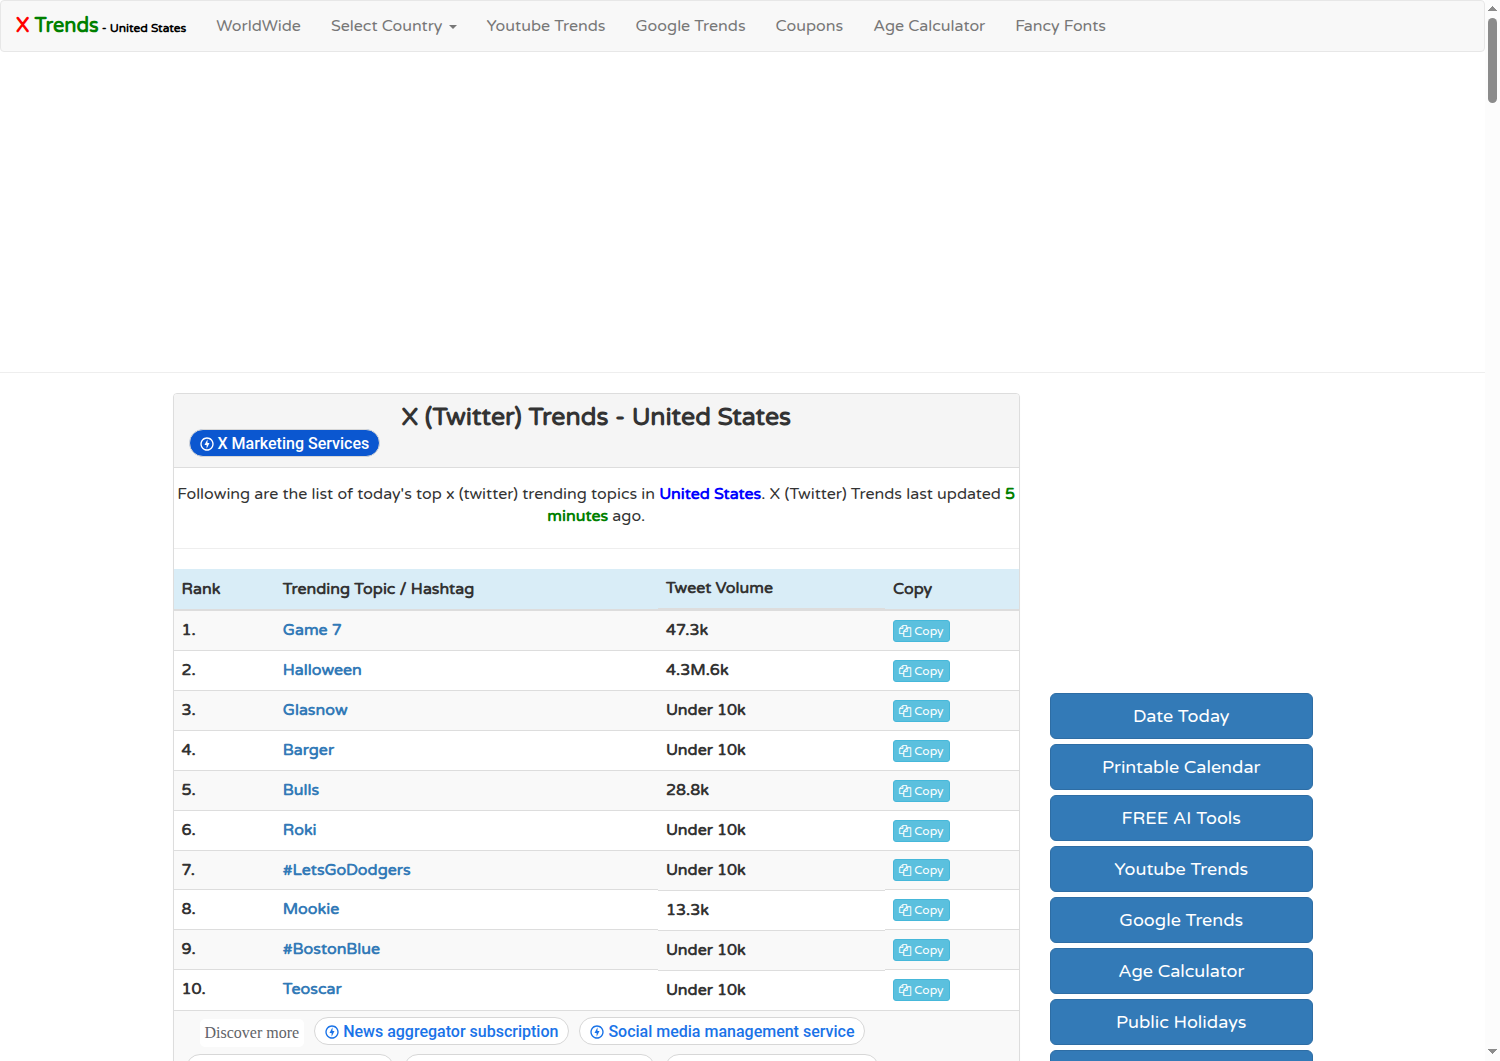 X Trends - United States
WorldWide
Select Country
Youtube Trends
Google Trends
Coupons
Age Calculator
Fancy Fonts
X (Twitter) Trends - United States
X Marketing Services
Following are the list of today's top x (twitter) trending topics in United States. X (Twitter) Trends last updated 5
minutes ago.
Rank Trending Topic / Hashtag Tweet Volume Copy
1. Game 7 47.3k Copy
2. Halloween 4.3M.6k Copy
3. Glasnow Under 10k Copy
4. Barger Under 10k Copy
5. Bulls 28.8k Copy
6. Roki Under 10k Copy
7. #LetsGoDodgers Under 10k Copy
8. Mookie 13.3k Copy
9. #BostonBlue Under 10k Copy
10. Teoscar Under 10k Copy
Discover more
News aggregator subscription
Social media management service
Date Today
Printable Calendar
FREE AI Tools
Youtube Trends
Google Trends
Age Calculator
Public Holidays